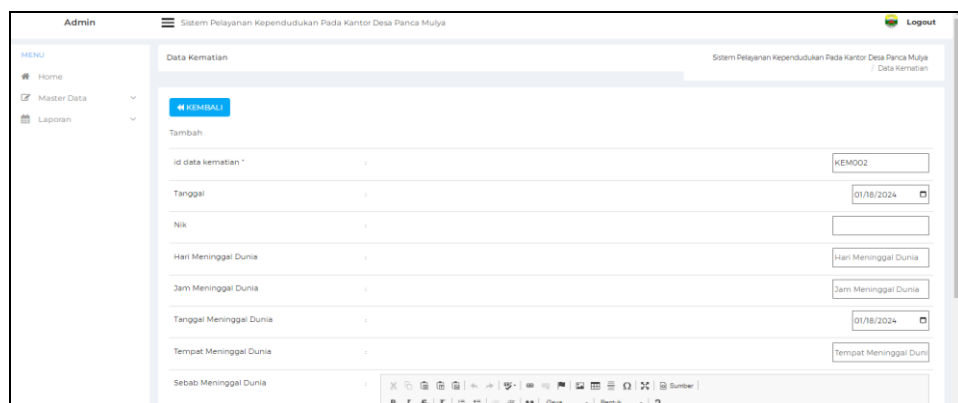 Admin
Sistem Pelayanan Kependudukan Pada Kantor Desa Panca Mulya
Logout
MENU
Home
Master Data
Laporan
Data Kematian
Sistem Pelayanan Kependudukan Pada Kantor Desa Panca Mulya
/ Data Kematian
KEMBALI
Tambah
id data kematian * : KEM002
Tanggal : 01/18/2024
Nik :
Hari Meninggal Dunia : Hari Meninggal Dunia
Jam Meninggal Dunia : Jam Meninggal Dunia
Tanggal Meninggal Dunia : 01/18/2024
Tempat Meninggal Dunia : Tempat Meninggal Duni
Sebab Meninggal Dunia :
Sumber